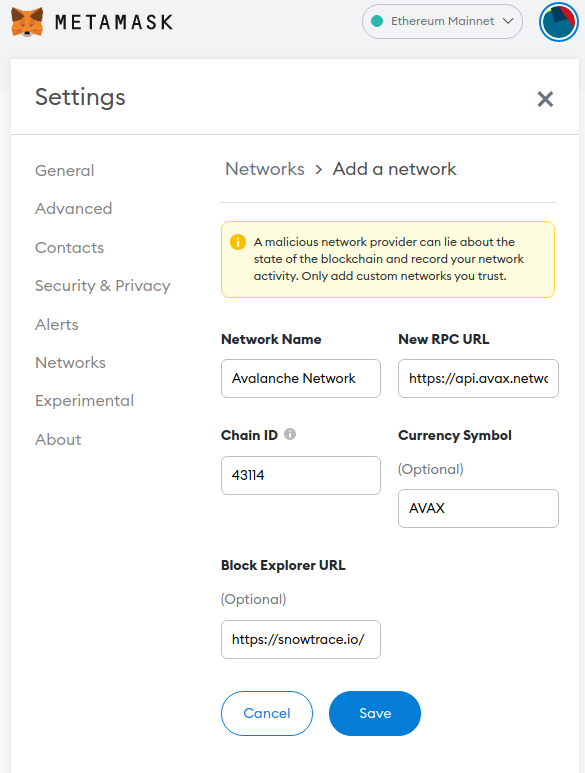 METAMASK
Ethereum Mainnet
Settings
General
Advanced
Contacts
Security & Privacy
Alerts
Networks
Experimental
About
Networks > Add a network
A malicious network provider can lie about the
state of the blockchain and record your network
activity. Only add custom networks you trust.
Network Name
Avalanche Network
New RPC URL
https://api.avax.netwo
Chain ID
43114
Currency Symbol
(Optional)
AVAX
Block Explorer URL
(Optional)
https://snowtrace.io/
Cancel
Save